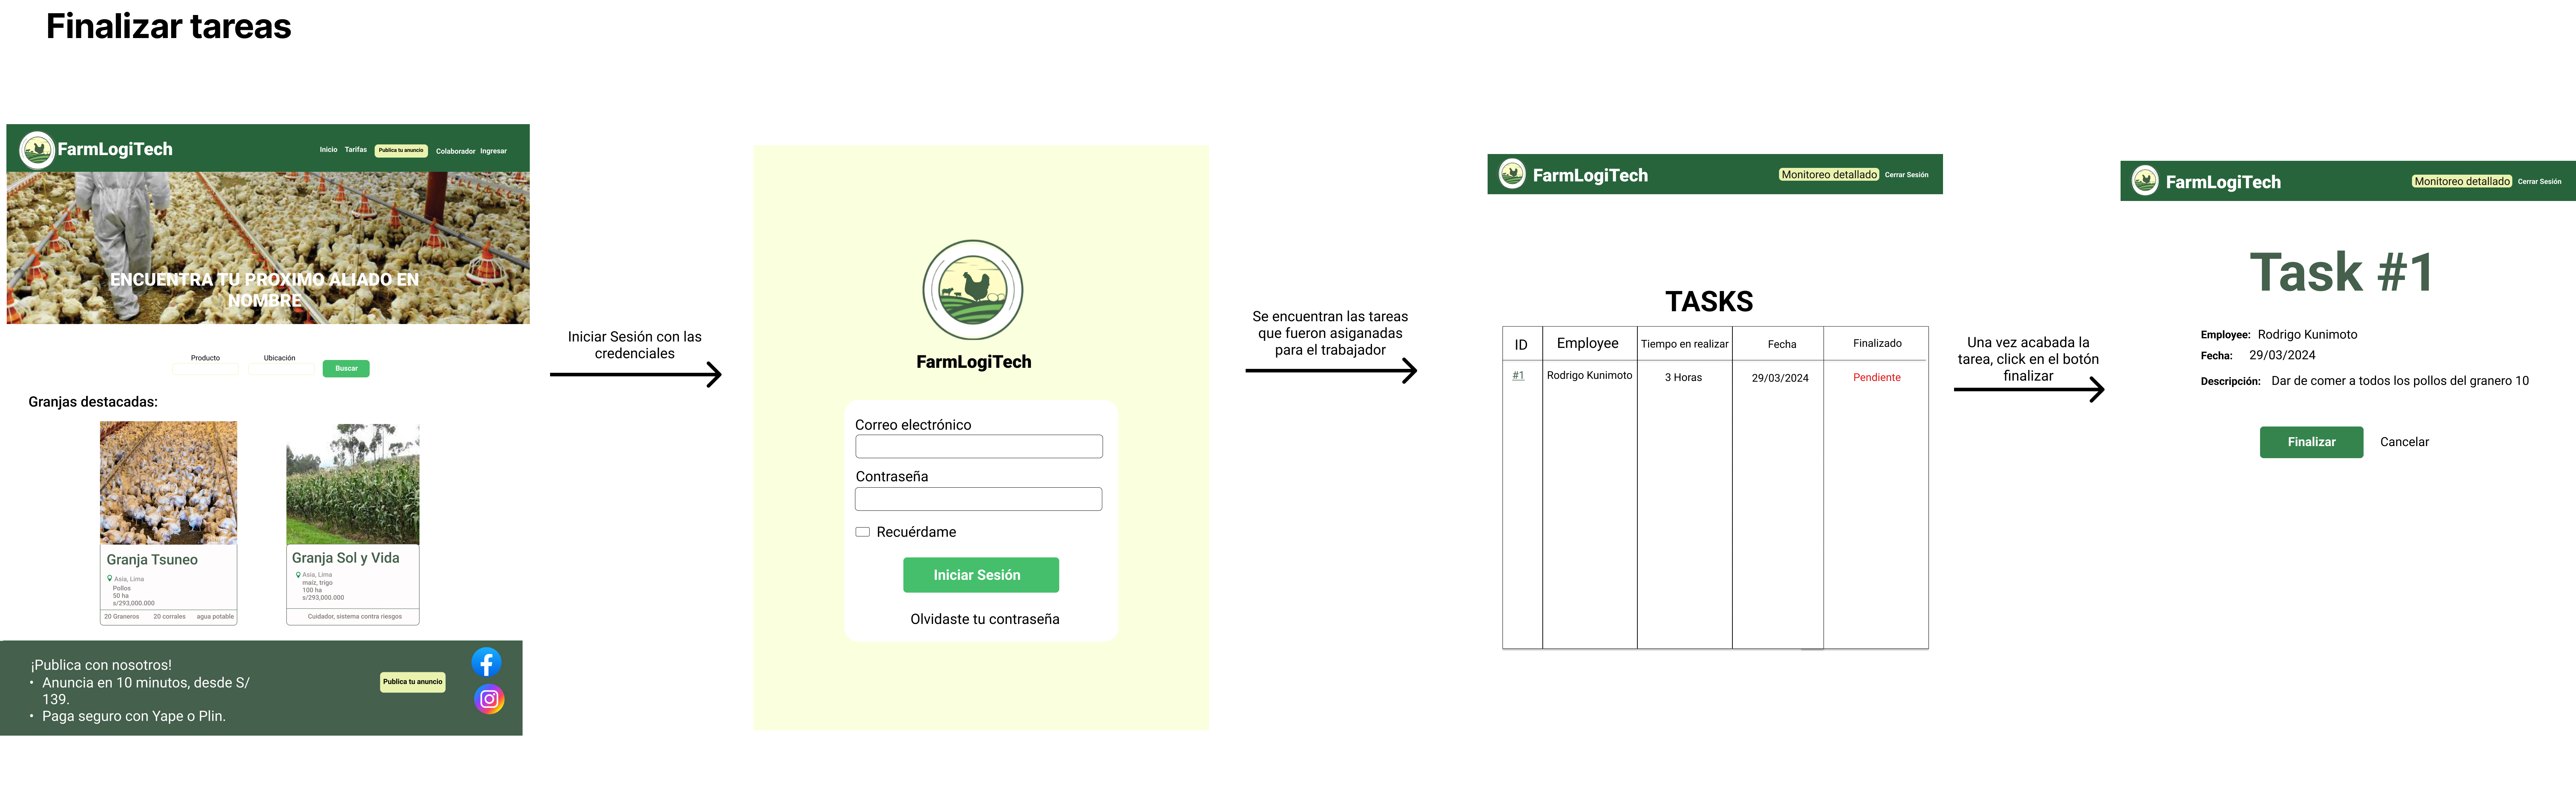 Finalizar tareas
FarmLogiTech
Inicio
Tarifas
Publica tu anuncio
Colaborador
Ingresar
ENCUENTRA TU PROXIMO ALIADO EN
NOMBRE
Producto
Ubicación
Buscar
Granjas destacadas:
Granja Tsuneo
Asia, Lima
Pollos
50 ha
s/293,000.000
20 Graneros
20 corrales
agua potable
Granja Sol y Vida
Asia, Lima
maíz, trigo
100 ha
s/293,000.000
Cuidador, sistema contra riesgos
¡Publica con nosotros!
• Anuncia en 10 minutos, desde S/
139.
• Paga seguro con Yape o Plin.
Publica tu anuncio
Iniciar Sesión con las
credenciales
FarmLogiTech
Correo electrónico
Contraseña
Recuérdame
Iniciar Sesión
Olvidaste tu contraseña
Se encuentran las tareas
que fueron asiganadas
para el trabajador
FarmLogiTech
Monitoreo detallado
Cerrar Sesión
TASKS
ID
Employee
Tiempo en realizar
Fecha
Finalizado
#1
Rodrigo Kunimoto
3 Horas
29/03/2024
Pendiente
Una vez acabada la
tarea, click en el botón
finalizar
FarmLogiTech
Monitoreo detallado
Cerrar Sesión
Task #1
Employee: Rodrigo Kunimoto
Fecha: 29/03/2024
Descripción: Dar de comer a todos los pollos del granero 10
Finalizar
Cancelar